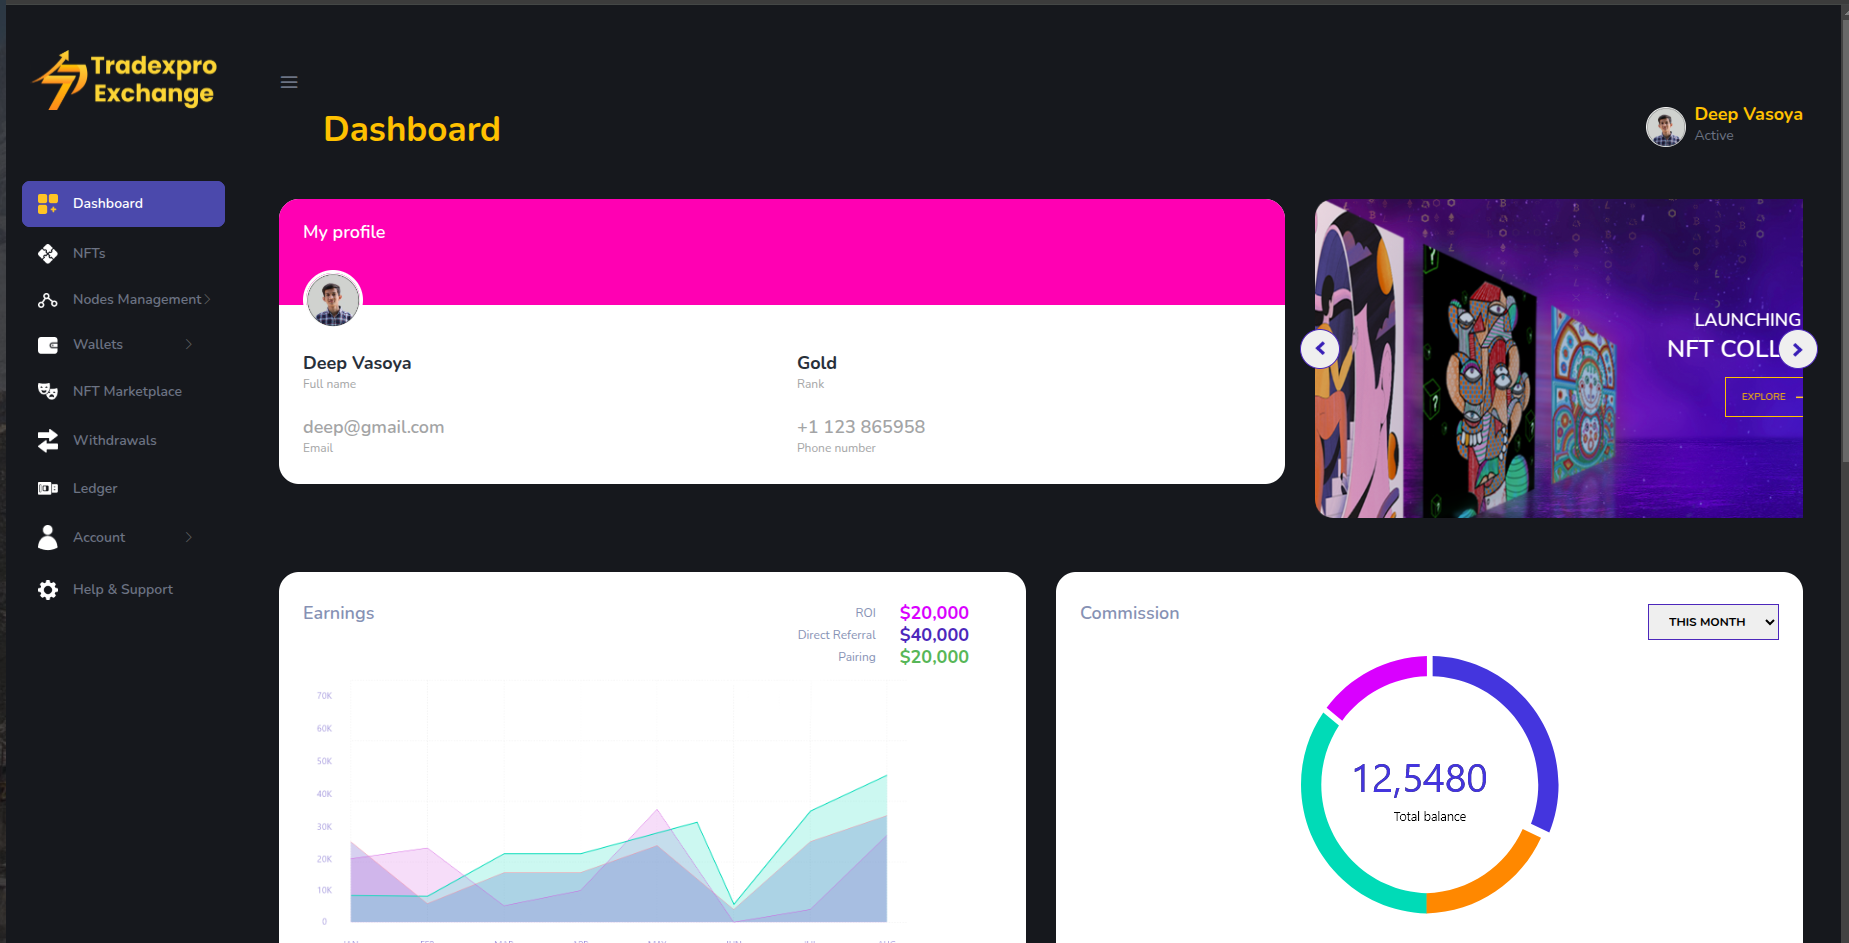 Tradexpro
Exchange
Dashboard
Deep Vasoya
Active
Dashboard
NFTs
Nodes Management
Wallets
NFT Marketplace
Withdrawals
Ledger
Account
Help & Support
My profile
Deep Vasoya
Full name
Gold
Rank
deep@gmail.com
Email
+1 123 865958
Phone number
LAUNCHING
NFT COLL
EXPLORE
Earnings
ROI $20,000
Direct Referral $40,000
Pairing $20,000
70K
60K
50K
40K
30K
20K
10K
0
Commission
THIS MONTH
12,5480
Total balance